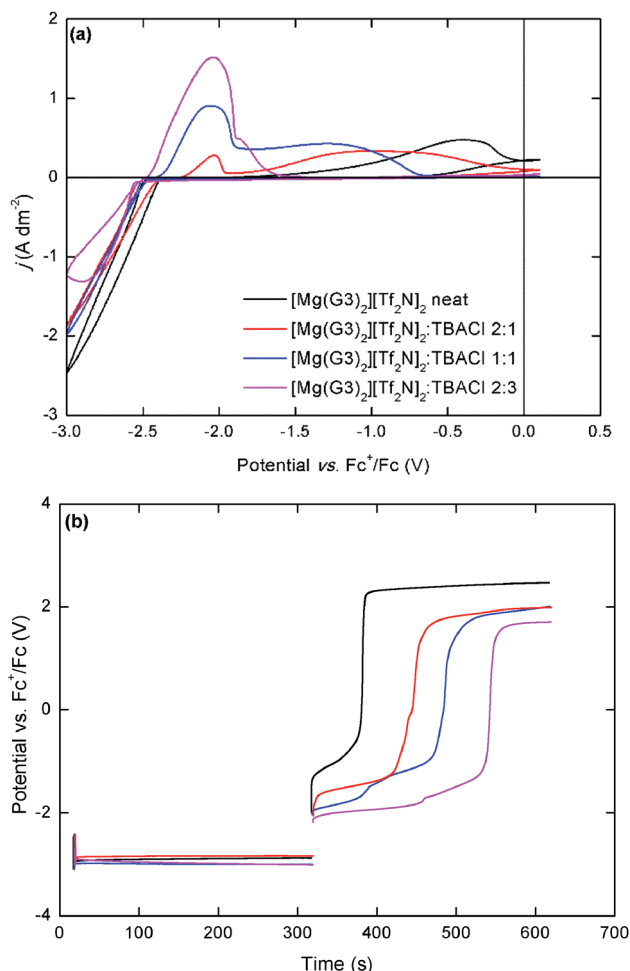 (a)
2
1
0
-1
-2
-3
j (A dm⁻²)
[Mg(G3)₂][Tf₂N]₂ neat
[Mg(G3)₂][Tf₂N]₂:TBACl 2:1
[Mg(G3)₂][Tf₂N]₂:TBACl 1:1
[Mg(G3)₂][Tf₂N]₂:TBACl 2:3
-3.0 -2.5 -2.0 -1.5 -1.0 -0.5 0.0 0.5
Potential vs. Fc⁺/Fc (V)
(b)
4
2
0
-2
-4
Potential vs. Fc⁺/Fc (V)
0 100 200 300 400 500 600 700
Time (s)